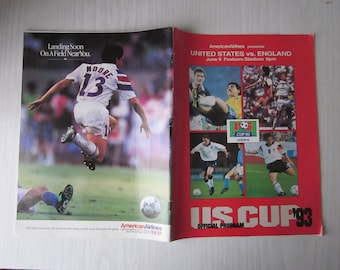 Landing Soon
On A Field Near You.
MOORE
13
AmericanAirlines
AmericanAirlines presents
UNITED STATES vs. ENGLAND
June 9 Foxboro Stadium 6pm
US CUP '93
OFFICIAL PROGRAM